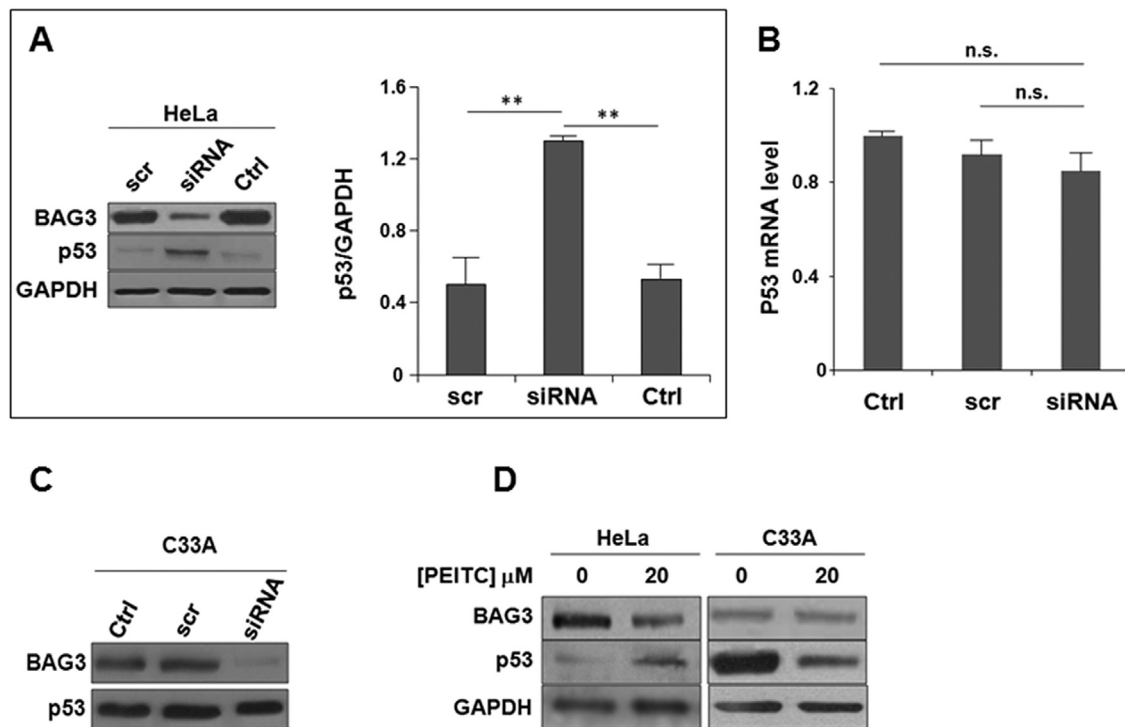 A
HeLa
scr siRNA Ctrl
BAG3
p53
GAPDH
p53/GAPDH
1.6
1.2
0.8
0.4
0
** **
scr siRNA Ctrl
B
n.s.
n.s.
P53 mRNA level
1.2
0.8
0.4
0
Ctrl scr siRNA
C
C33A
Ctrl scr siRNA
BAG3
p53
D
HeLa C33A
[PEITC] μM 0 20 0 20
BAG3
p53
GAPDH